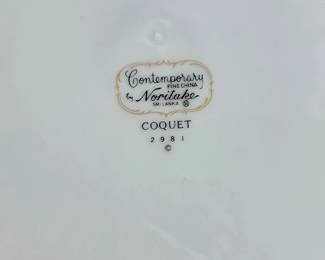 Contemporary
FINE CHINA
by Noritake
SRI LANKA ®
COQUET
2981
©